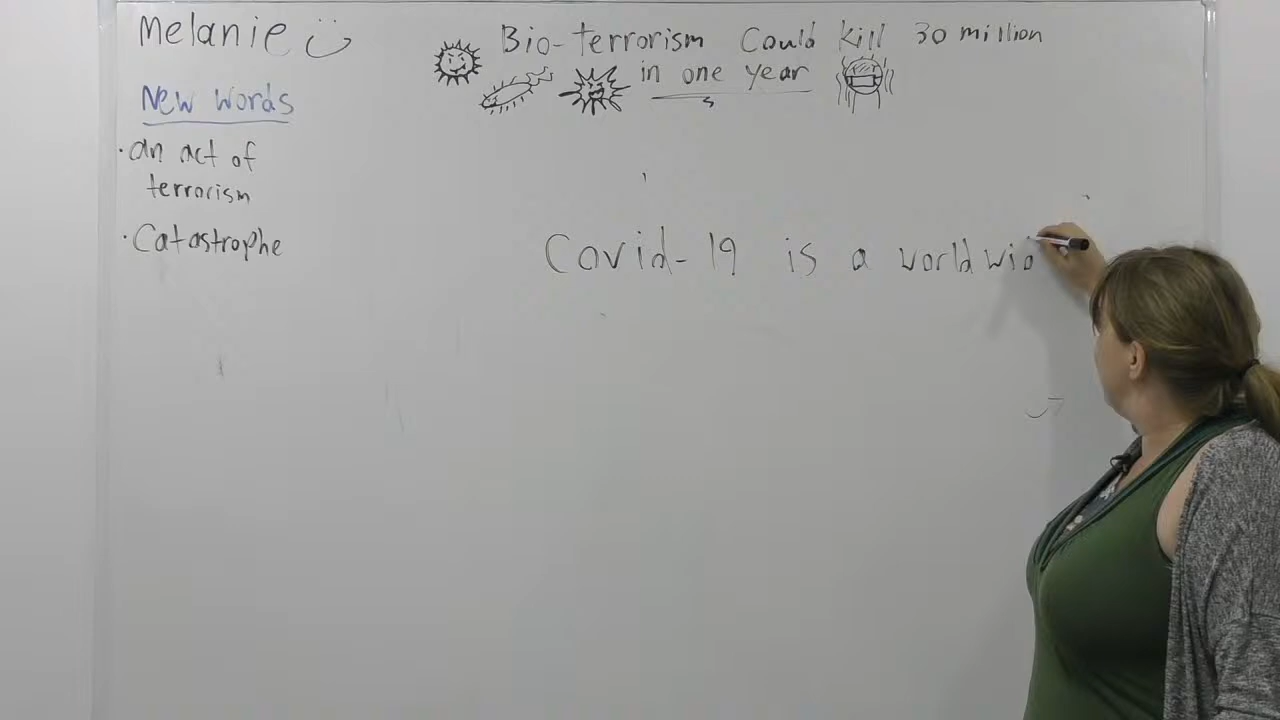 Melanie
Bio-terrorism Could kill 30 million
in one year
New words
• an act of
terrorism
• Catastrophe
Covid-19 is a worldwid